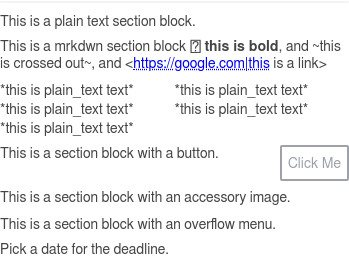 This is a plain text section block.
This is a mrkdwn section block this is bold, and ~this
is crossed out~, and <https://google.com|this is a link>
*this is plain_text text* *this is plain_text text*
*this is plain_text text* *this is plain_text text*
*this is plain_text text*
This is a section block with a button.
Click Me
This is a section block with an accessory image.
This is a section block with an overflow menu.
Pick a date for the deadline.